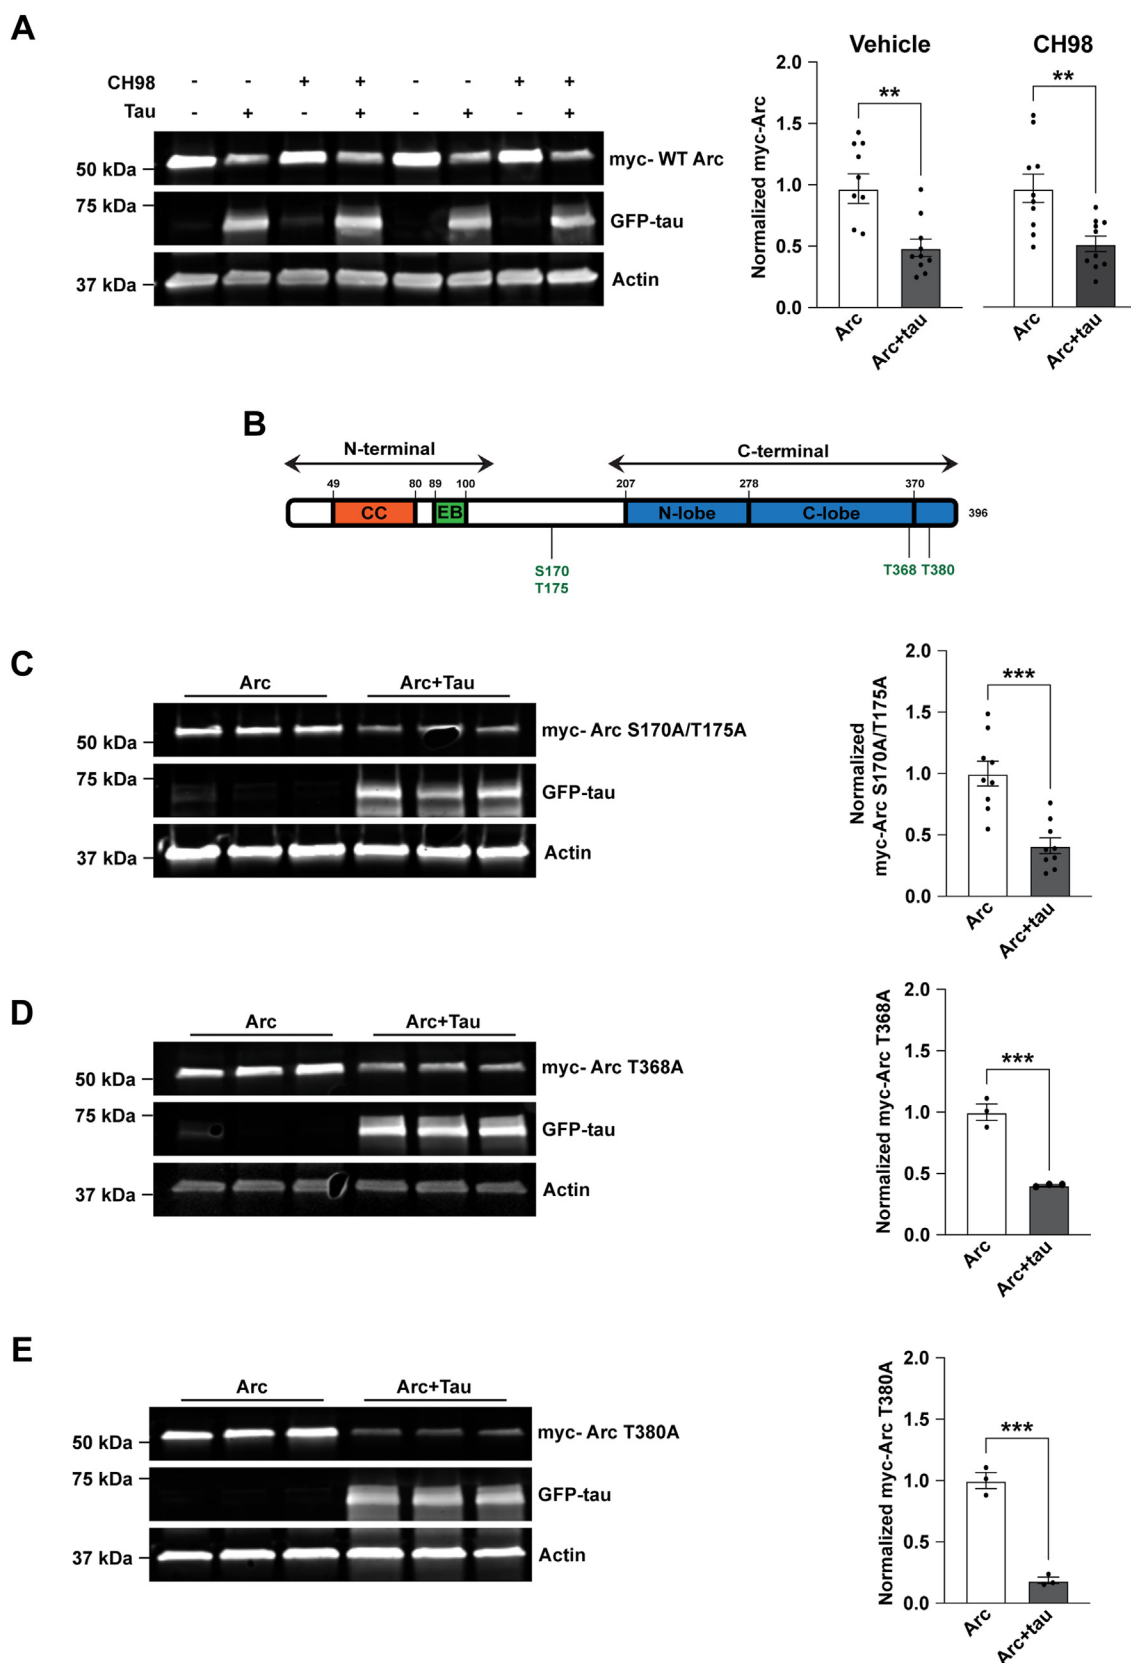 A
CH98 - - + + - - + +
Tau - + - + - + - +
50 kDa
myc- WT Arc
75 kDa
GFP-tau
37 kDa
Actin
Vehicle
CH98
Normalized myc-Arc
2.0
1.5
1.0
0.5
0.0
**
**
Arc
Arc+tau
Arc
Arc+tau
B
N-terminal
C-terminal
49 80 89 100 207 278 370
CC EB N-lobe C-lobe
396
S170
T175
T368 T380
C
Arc Arc+Tau
50 kDa
myc- Arc S170A/T175A
75 kDa
GFP-tau
37 kDa
Actin
Normalized
myc-Arc S170A/T175A
2.0
1.5
1.0
0.5
0.0
***
Arc
Arc+tau
D
Arc Arc+Tau
50 kDa
myc- Arc T368A
75 kDa
GFP-tau
37 kDa
Actin
Normalized myc-Arc T368A
2.0
1.5
1.0
0.5
0.0
***
Arc
Arc+tau
E
Arc Arc+Tau
50 kDa
myc- Arc T380A
75 kDa
GFP-tau
37 kDa
Actin
Normalized myc-Arc T380A
2.0
1.5
1.0
0.5
0.0
***
Arc
Arc+tau